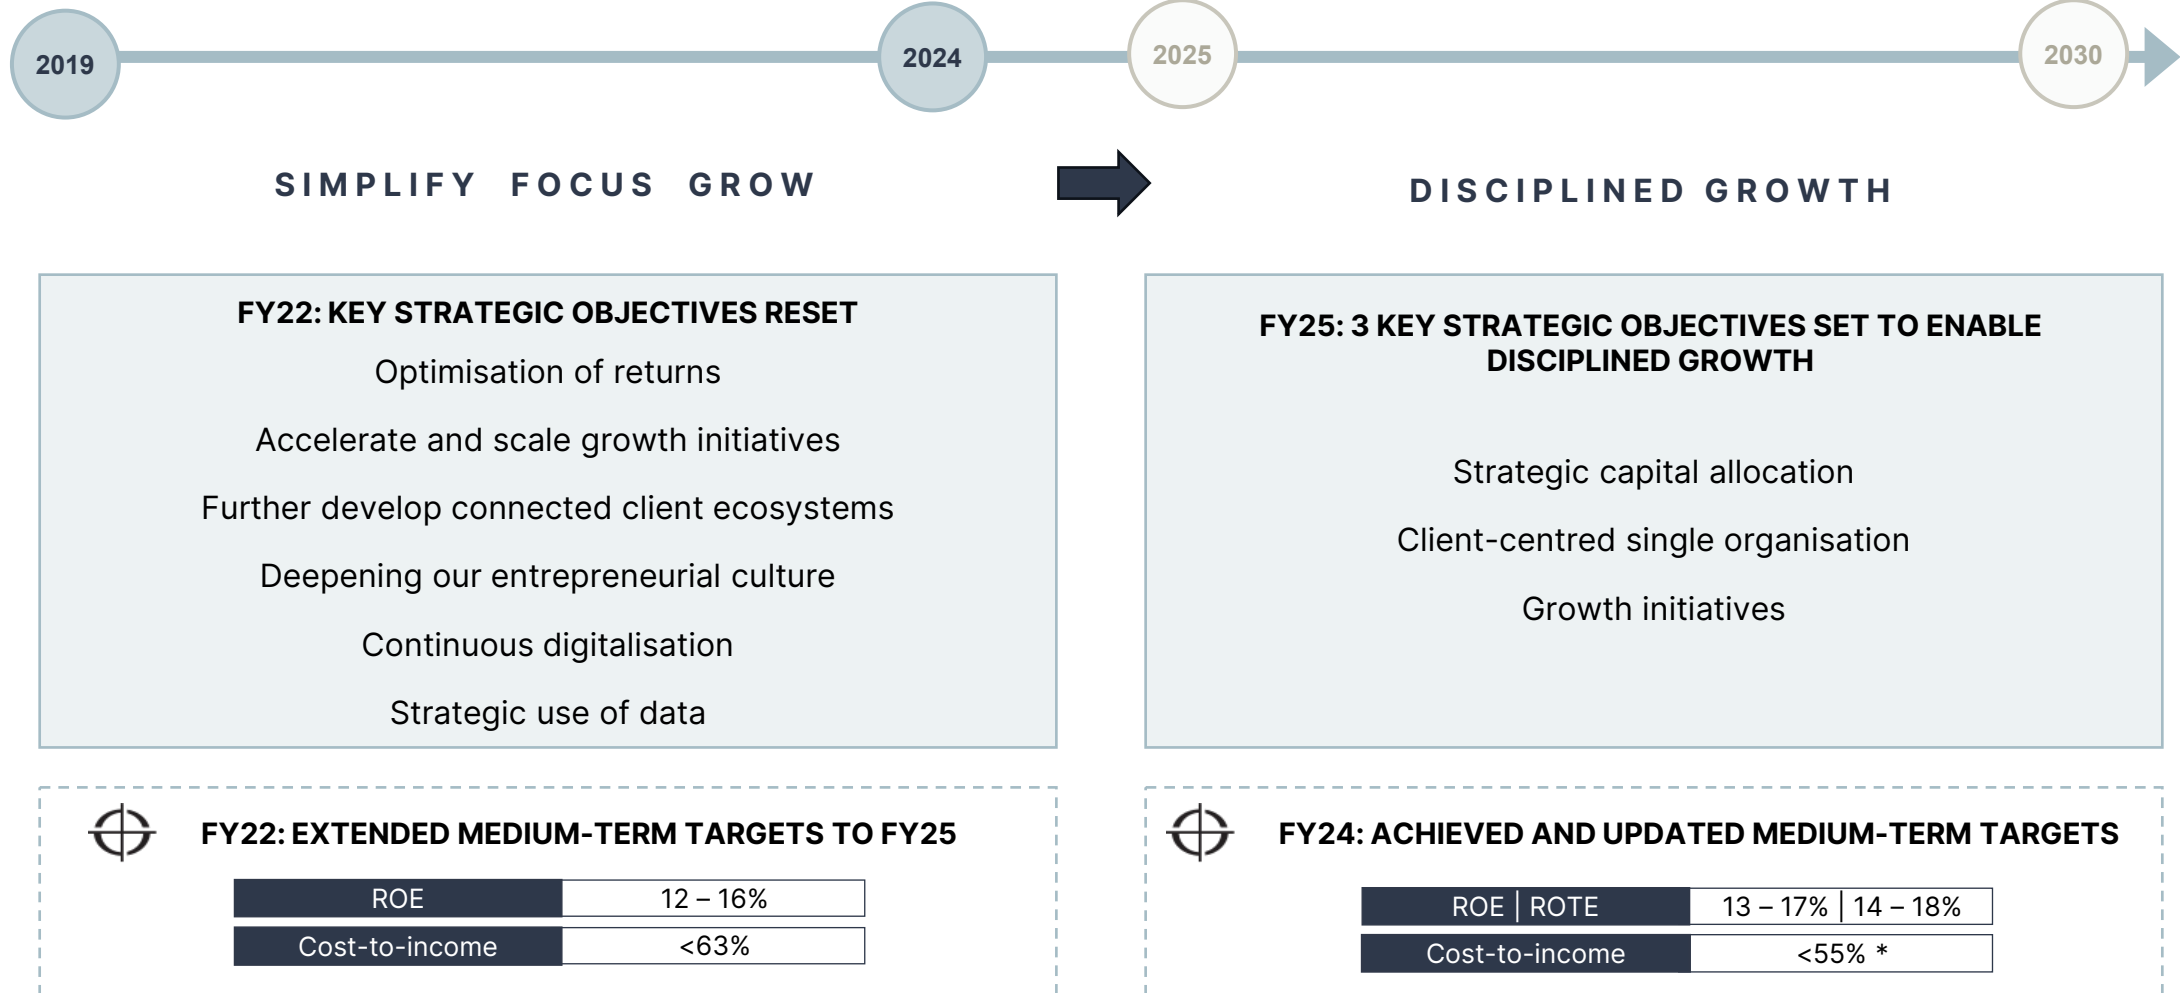 2019
2024
2025
2030
SIMPLIFY FOCUS GROW
DISCIPLINED GROWTH
FY22: KEY STRATEGIC OBJECTIVES RESET
Optimisation of returns
Accelerate and scale growth initiatives
Further develop connected client ecosystems
Deepening our entrepreneurial culture
Continuous digitalisation
Strategic use of data
FY25: 3 KEY STRATEGIC OBJECTIVES SET TO ENABLE
DISCIPLINED GROWTH
Strategic capital allocation
Client-centred single organisation
Growth initiatives
FY22: EXTENDED MEDIUM-TERM TARGETS TO FY25
ROE 12 – 16%
Cost-to-income <63%
FY24: ACHIEVED AND UPDATED MEDIUM-TERM TARGETS
ROE | ROTE 13 – 17% | 14 – 18%
Cost-to-income <55% *